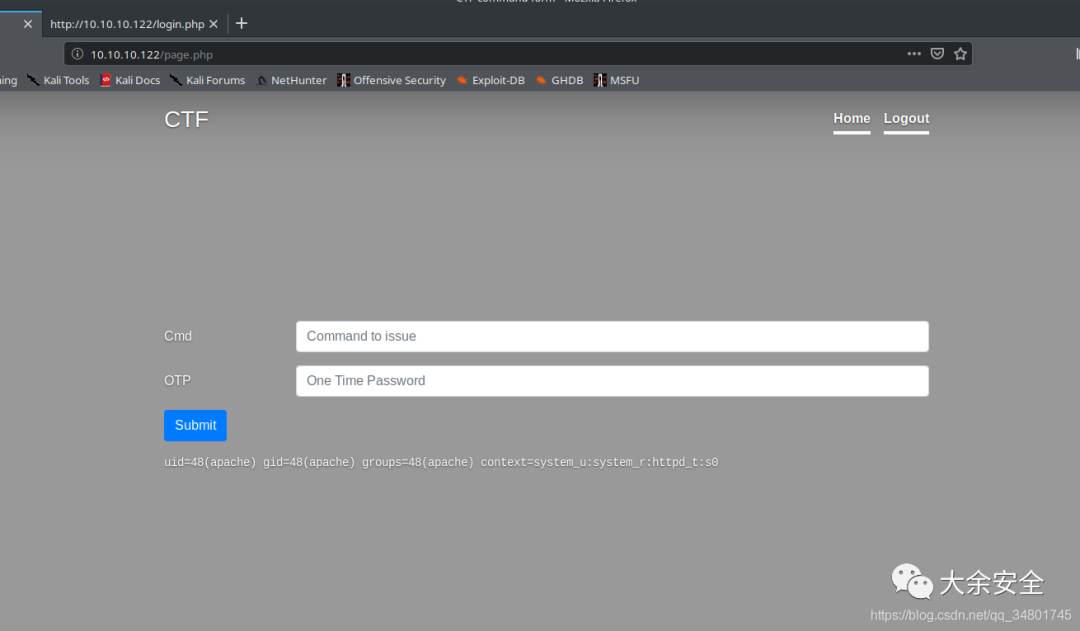 http://10.10.10.122/login.php
10.10.10.122/page.php
ing Kali Tools Kali Docs Kali Forums NetHunter Offensive Security Exploit-DB GHDB MSFU
CTF Home Logout
Cmd Command to issue
OTP One Time Password
Submit
uid=48(apache) gid=48(apache) groups=48(apache) context=system_u:system_r:httpd_t:s0
大余安全
https://blog.csdn.net/qq_34801745